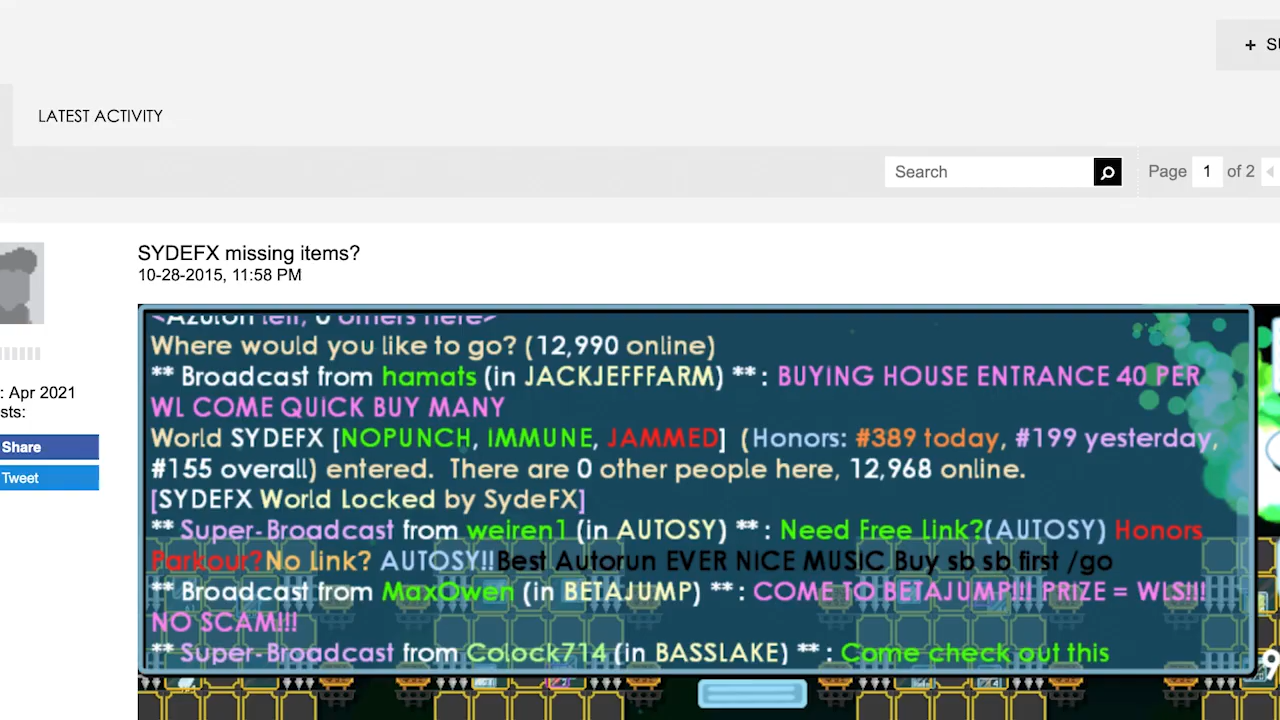 + SU
LATEST ACTIVITY
Search
Page 1 of 2
SYDEFX missing items?
10-28-2015, 11:58 PM
<Azuton left, 0 others here>
Where would you like to go? (12,990 online)
** Broadcast from hamats (in JACKJEFFFARM) ** : BUYING HOUSE ENTRANCE 40 PER
WL COME QUICK BUY MANY
World SYDEFX [NOPUNCH, IMMUNE, JAMMED] (Honors: #389 today, #199 yesterday,
#155 overall) entered. There are 0 other people here, 12,968 online.
[SYDEFX World Locked by SydeFX]
** Super-Broadcast from weiren1 (in AUTOSY) ** : Need Free Link?(AUTOSY) Honors
Parkour?No Link? AUTOSY!!Best Autorun EVER NICE MUSIC Buy sb sb first /go
** Broadcast from MaxOwen (in BETAJUMP) ** : COME TO BETAJUMP!!! PRIZE = WLS!!!
NO SCAM!!!
** Super-Broadcast from Colock714 (in BASSLAKE) ** : Come check out this
: Apr 2021
sts:
Share
Tweet